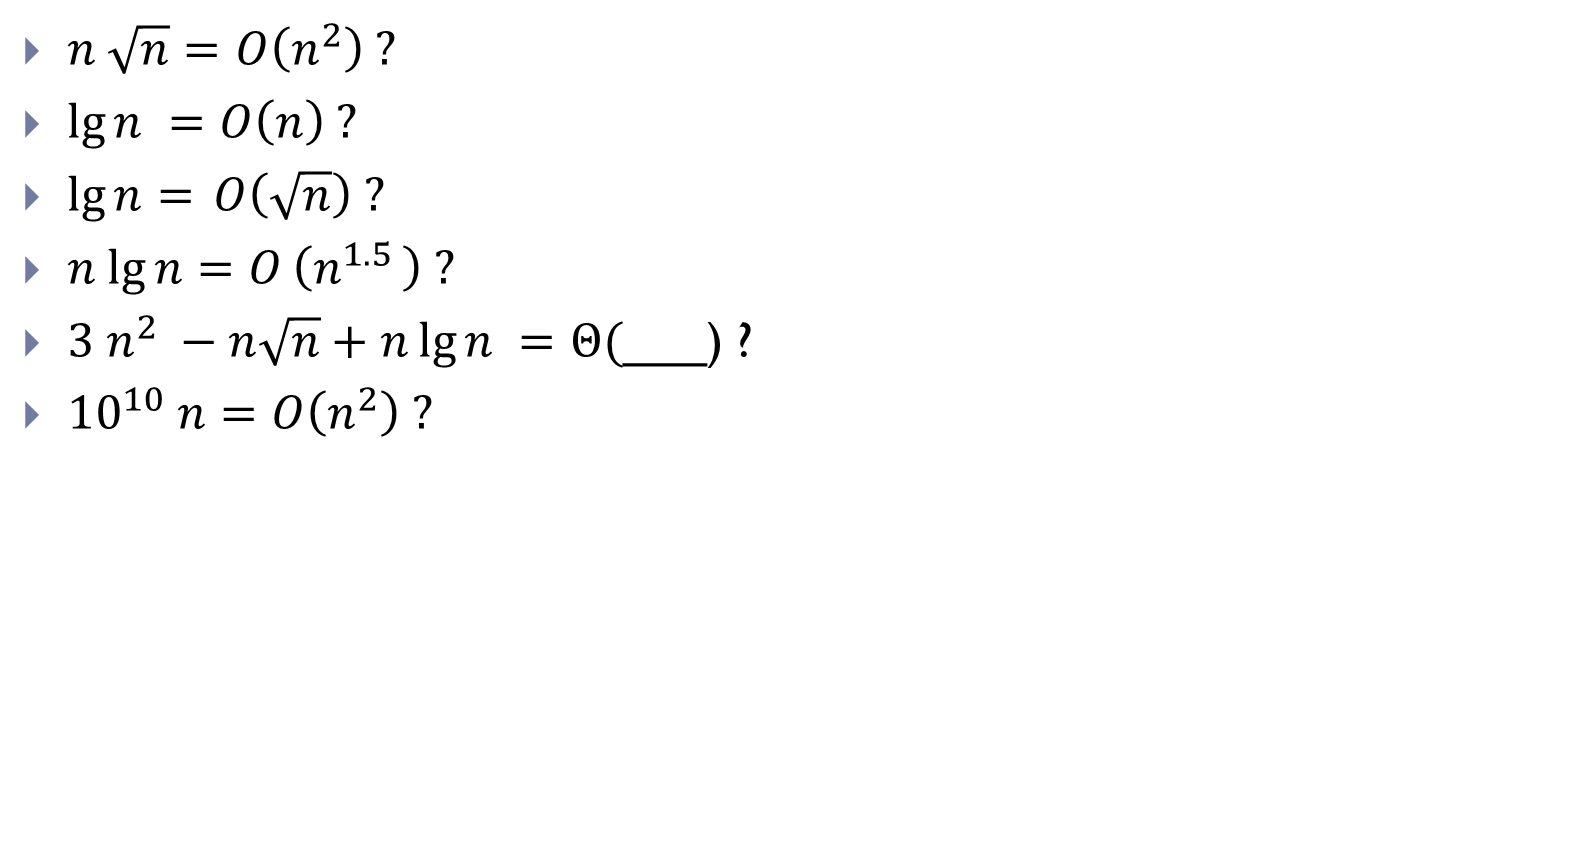 n √n = O(n²) ?
lg n = O(n) ?
lg n = O(√n) ?
n lg n = O (n^1.5 ) ?
3 n² − n√n + n lg n = Θ(____) ?
10^10 n = O(n²) ?